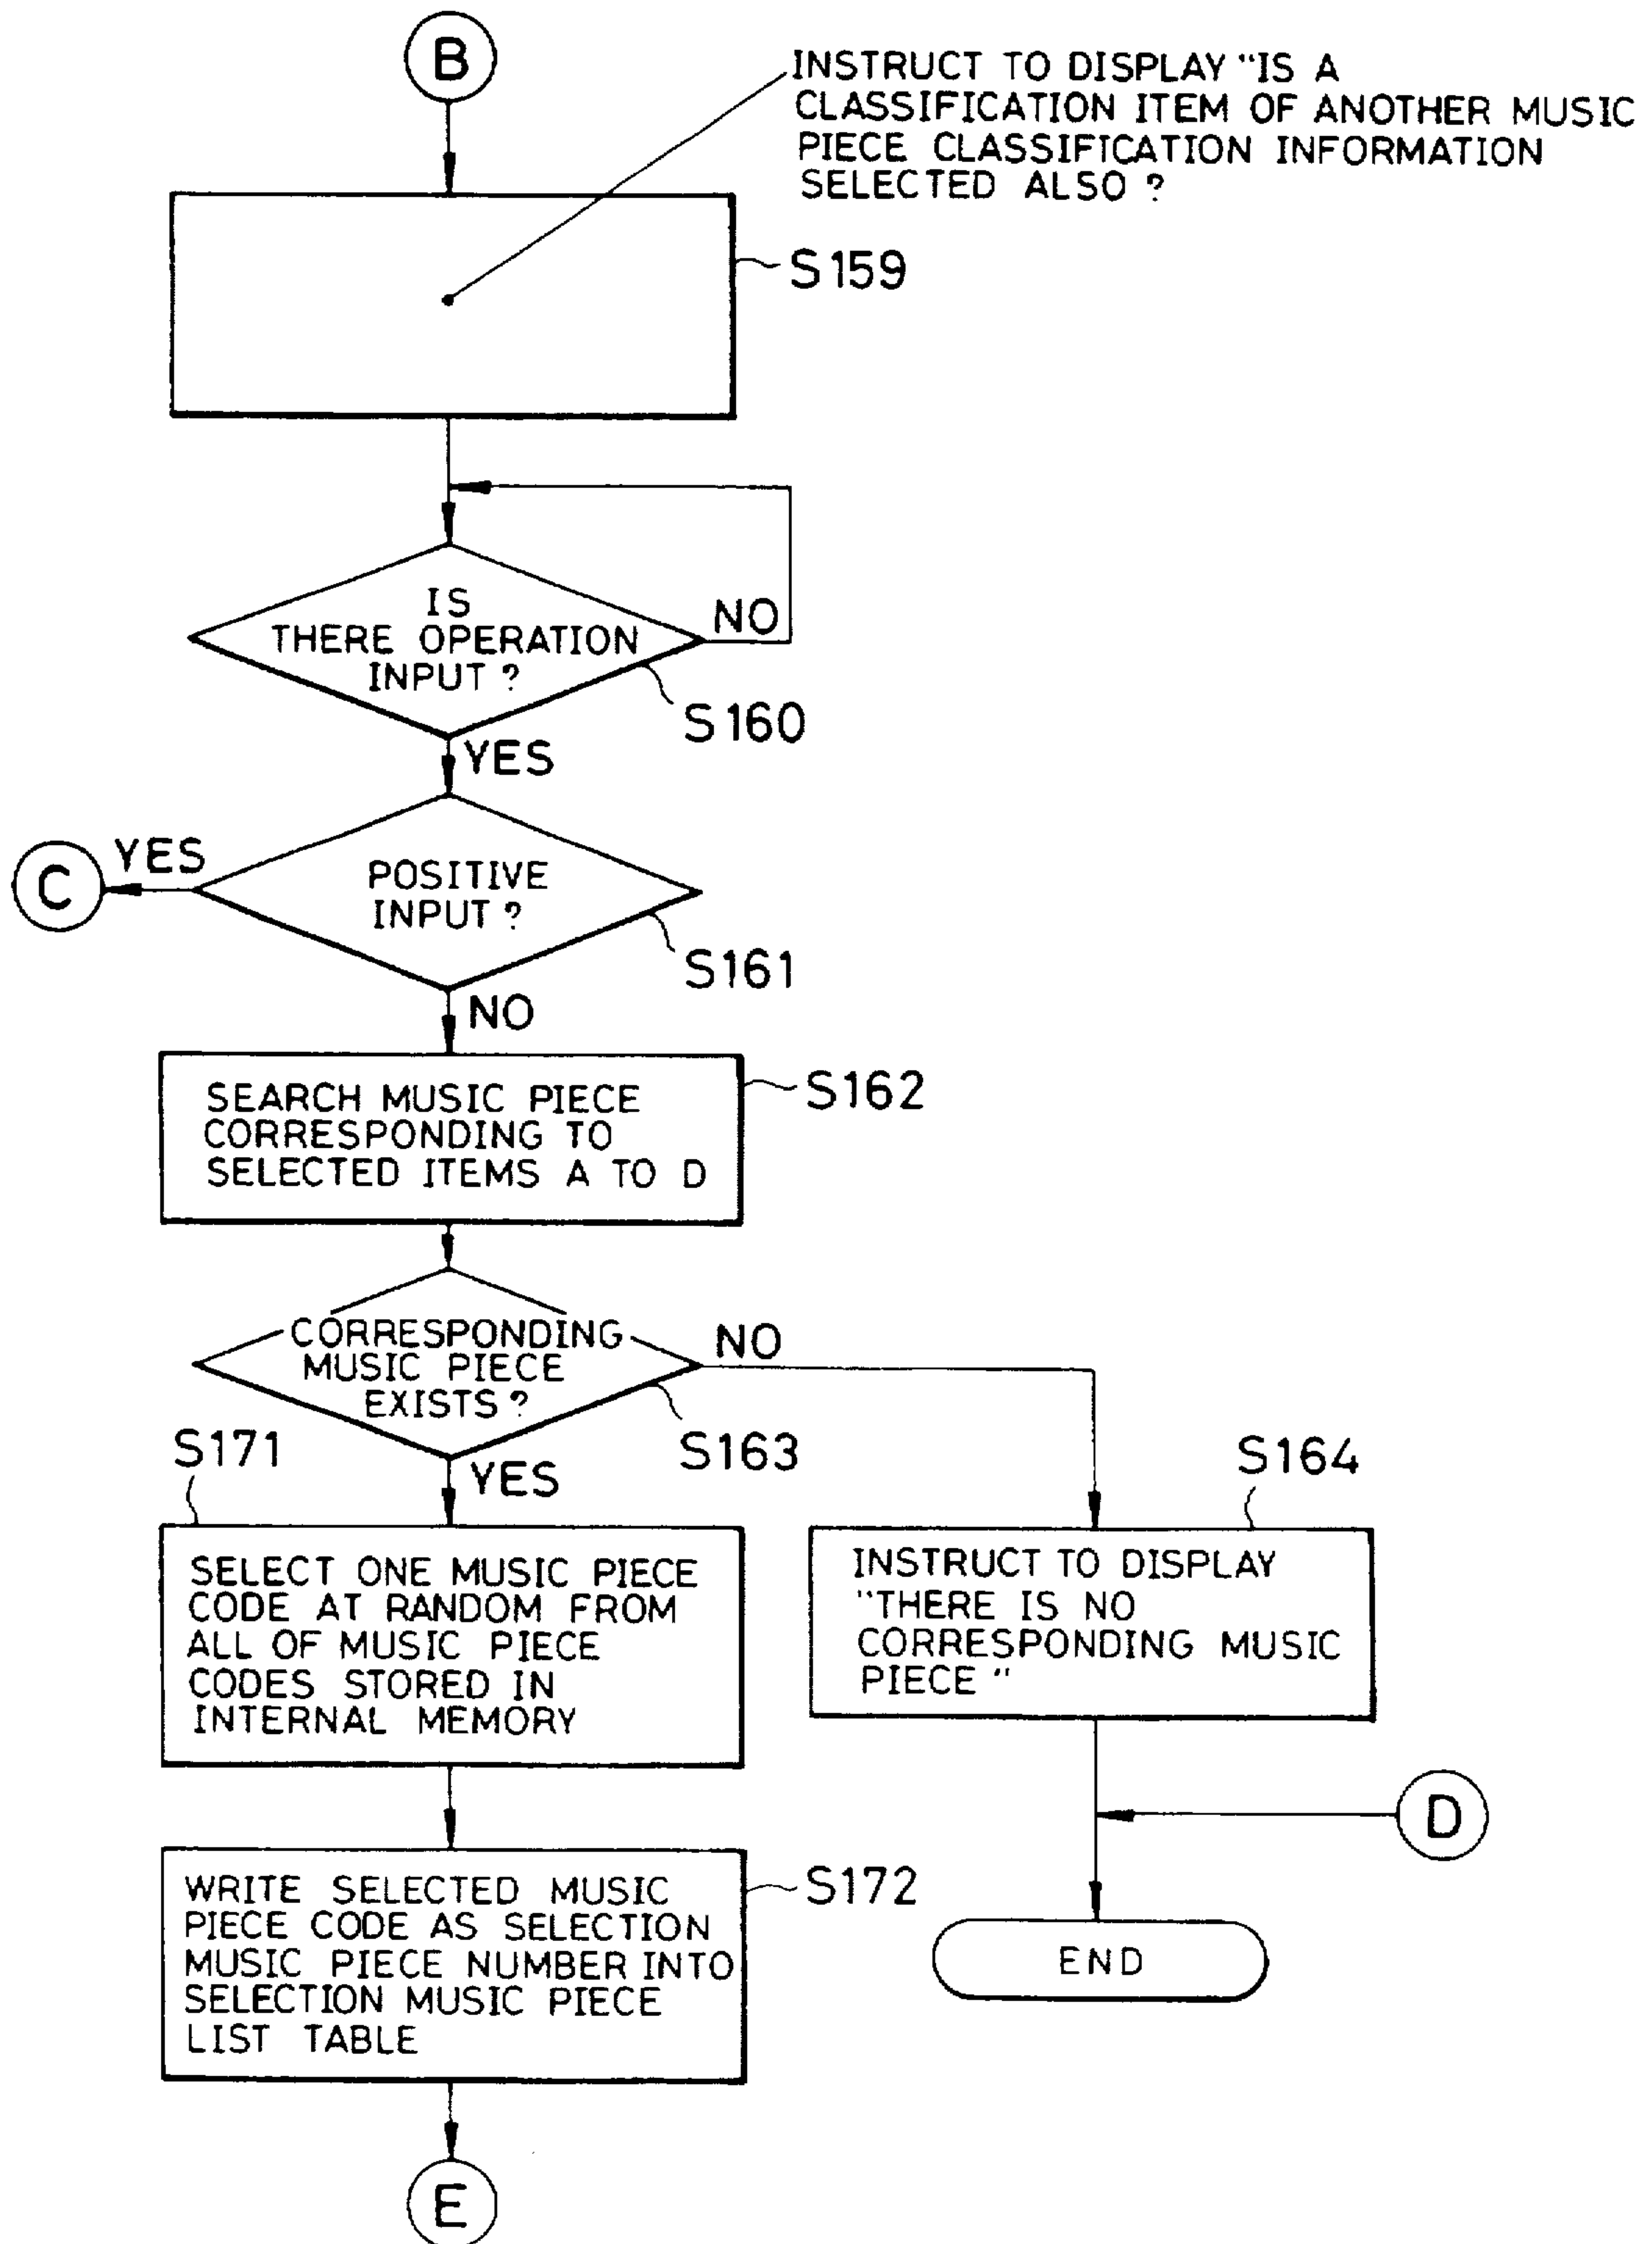 B
INSTRUCT TO DISPLAY "IS A
CLASSIFICATION ITEM OF ANOTHER MUSIC
PIECE CLASSIFICATION INFORMATION
SELECTED ALSO ?
S159
IS
THERE OPERATION
INPUT ?
NO
S160
YES
C
YES
POSITIVE
INPUT ?
S161
NO
SEARCH MUSIC PIECE
CORRESPONDING TO
SELECTED ITEMS A TO D
S162
CORRESPONDING
MUSIC PIECE
EXISTS ?
NO
S163
YES
S171
SELECT ONE MUSIC PIECE
CODE AT RANDOM FROM
ALL OF MUSIC PIECE
CODES STORED IN
INTERNAL MEMORY
S164
INSTRUCT TO DISPLAY
"THERE IS NO
CORRESPONDING MUSIC
PIECE "
D
WRITE SELECTED MUSIC
PIECE CODE AS SELECTION
MUSIC PIECE NUMBER INTO
SELECTION MUSIC PIECE
LIST TABLE
S172
END
E